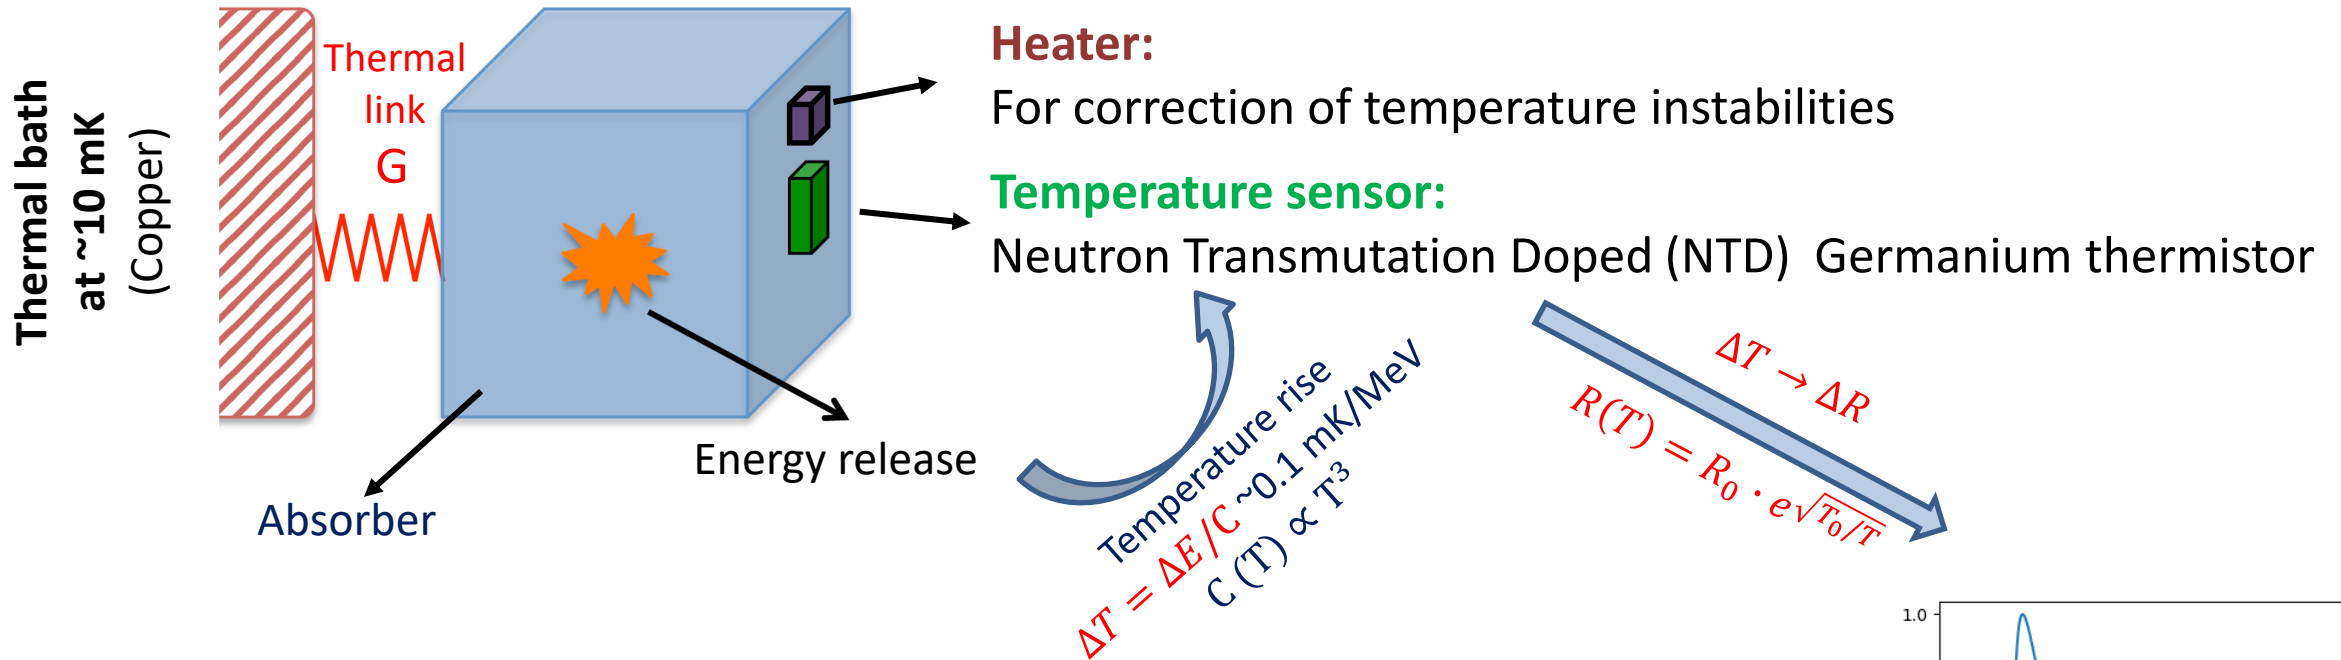 Thermal bath
at ~10 mK
(Copper)
Thermal
link
G
Heater:
For correction of temperature instabilities
Temperature sensor:
Neutron Transmutation Doped (NTD)  Germanium thermistor
Absorber
Energy release
Temperature rise
ΔT = ΔE/C ~0.1 mK/MeV
C (T) ∝ T³
ΔT → ΔR
R(T) = R₀ · e^√(T₀/T)
1.0